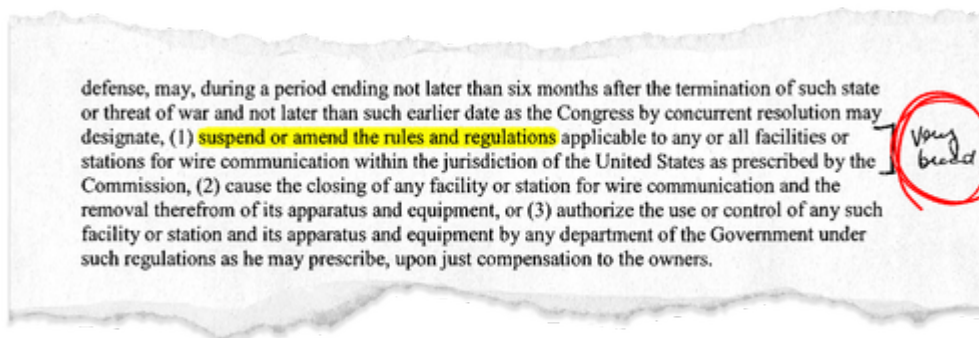 defense, may, during a period ending not later than six months after the termination of such state
or threat of war and not later than such earlier date as the Congress by concurrent resolution may
designate, (1) suspend or amend the rules and regulations applicable to any or all facilities or
stations for wire communication within the jurisdiction of the United States as prescribed by the
Commission, (2) cause the closing of any facility or station for wire communication and the
removal therefrom of its apparatus and equipment, or (3) authorize the use or control of any such
facility or station and its apparatus and equipment by any department of the Government under
such regulations as he may prescribe, upon just compensation to the owners.
Very
broad